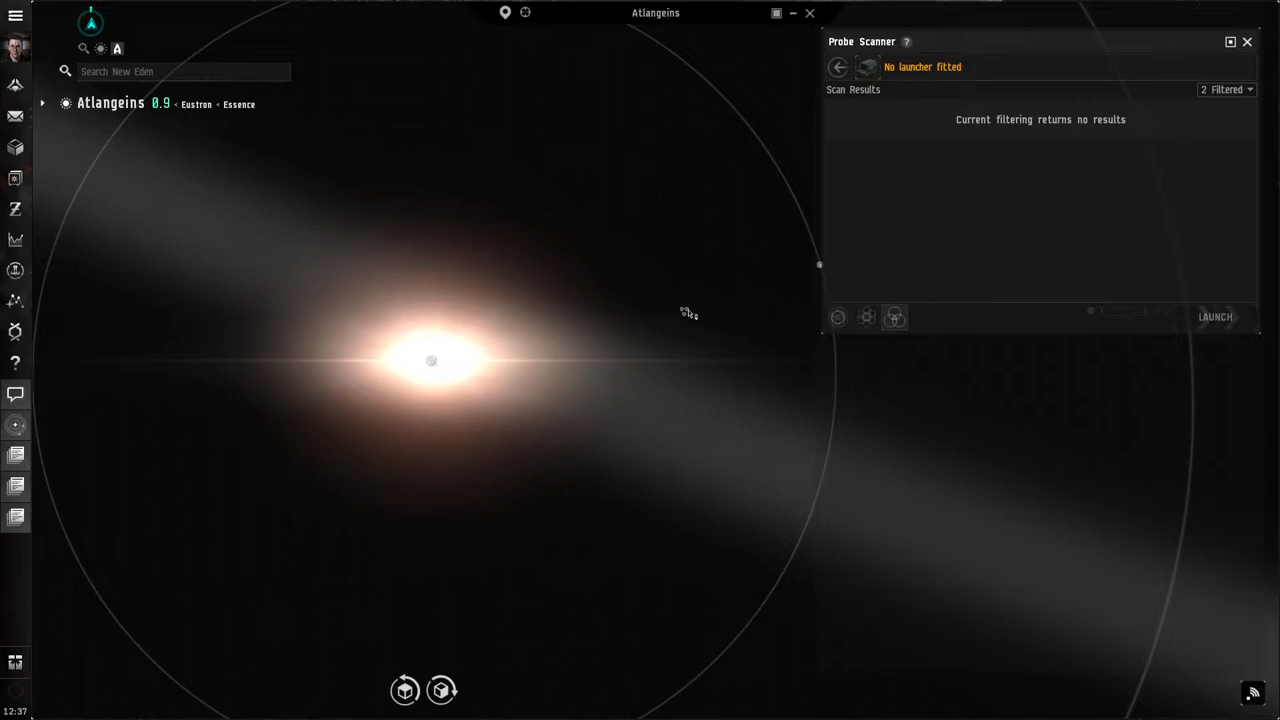 Atlangeins
A
Search New Eden
Atlangeins 0.9 < Eustron < Essence
Probe Scanner ?
No launcher fitted
Scan Results
2 Filtered
Current filtering returns no results
LAUNCH
?
12:37